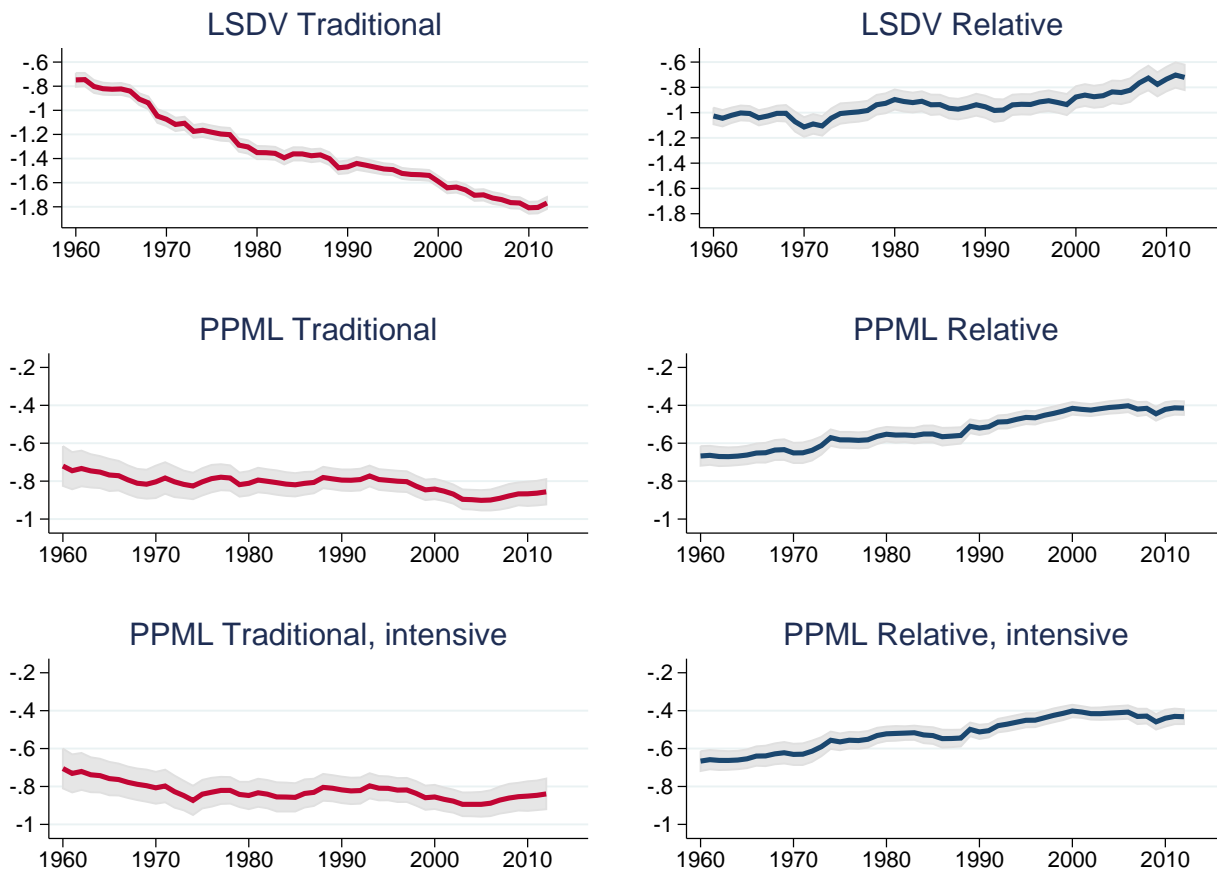 LSDV Traditional
-.6
-.8
-1
-1.2
-1.4
-1.6
-1.8
1960 1970 1980 1990 2000 2010
LSDV Relative
-.6
-.8
-1
-1.2
-1.4
-1.6
-1.8
1960 1970 1980 1990 2000 2010
PPML Traditional
-.2
-.4
-.6
-.8
-1
1960 1970 1980 1990 2000 2010
PPML Relative
-.2
-.4
-.6
-.8
-1
1960 1970 1980 1990 2000 2010
PPML Traditional, intensive
-.2
-.4
-.6
-.8
-1
1960 1970 1980 1990 2000 2010
PPML Relative, intensive
-.2
-.4
-.6
-.8
-1
1960 1970 1980 1990 2000 2010